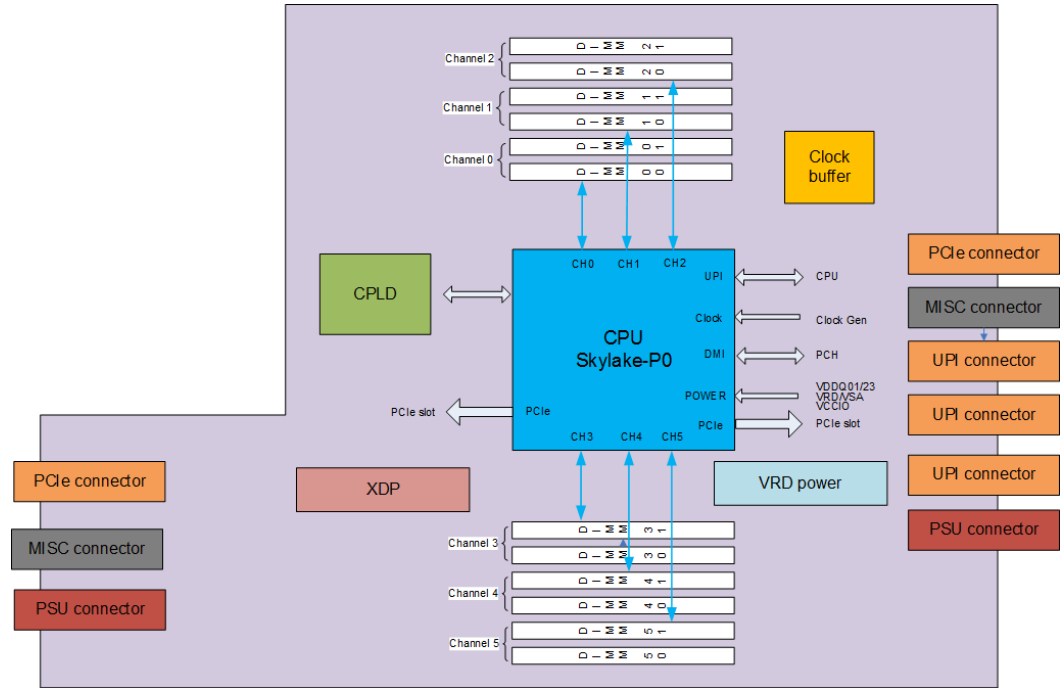 DIMM 21
Channel 2
DIMM 20
DIMM 11
Channel 1
DIMM 10
DIMM 01
Channel 0
DIMM 00
Clock
buffer
CH0
CH1
CH2
UPI
CPU
CPLD
Clock
Clock Gen
CPU
Skylake-P0
DMI
PCH
POWER
VDDQ01/23
VRD/VSA
VCCIO
PCIe slot
PCIe
PCIe
PCIe slot
CH3
CH4
CH5
PCIe connector
MISC connector
UPI connector
UPI connector
UPI connector
PSU connector
XDP
VRD power
PCIe connector
MISC connector
PSU connector
DIMM 31
Channel 3
DIMM 30
DIMM 41
Channel 4
DIMM 40
DIMM 51
Channel 5
DIMM 50